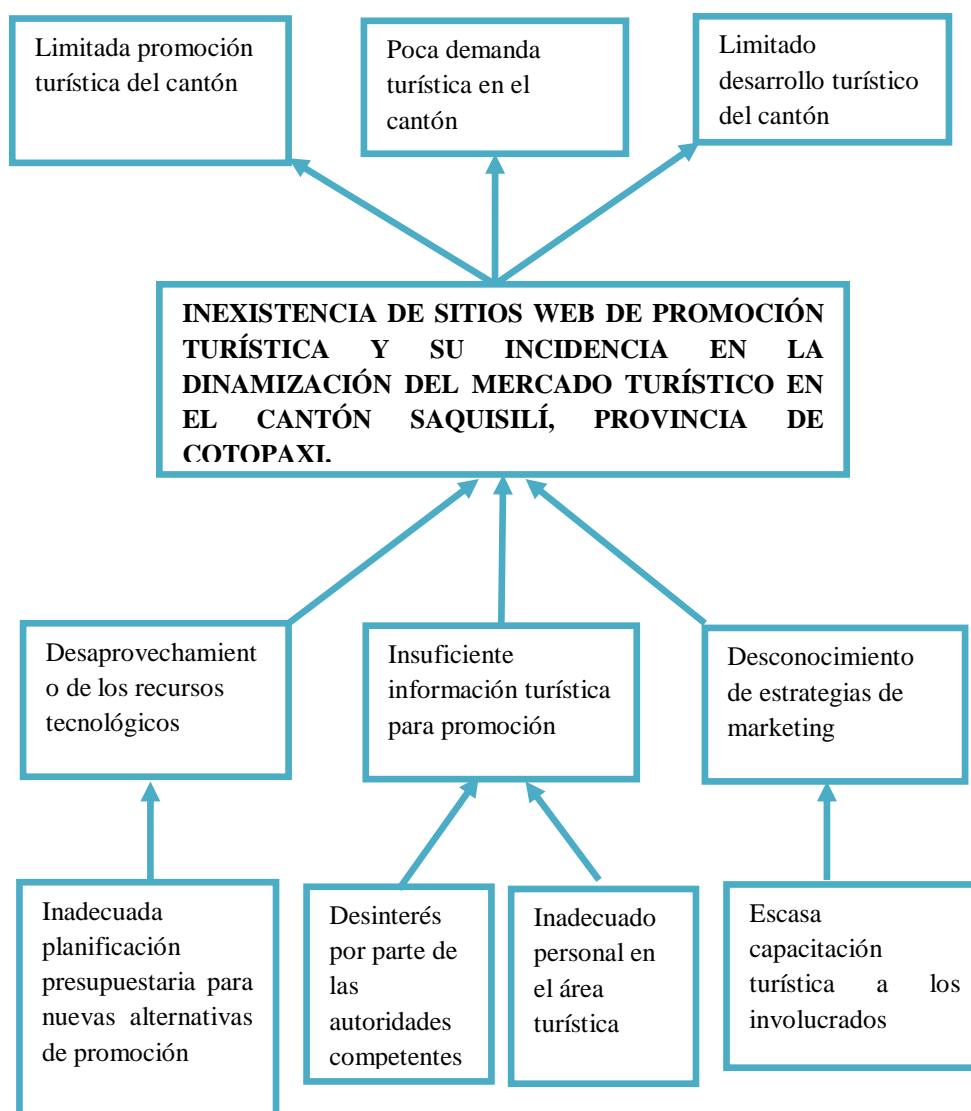 Limitada promoción
turística del cantón
Poca demanda
turística en el
cantón
Limitado
desarrollo turístico
del cantón
INEXISTENCIA DE SITIOS WEB DE PROMOCIÓN
TURÍSTICA Y SU INCIDENCIA EN LA
DINAMIZACIÓN DEL MERCADO TURÍSTICO EN
EL CANTÓN SAQUISILÍ, PROVINCIA DE
COTOPAXI.
Desaprovechamient
o de los recursos
tecnológicos
Insuficiente
información turística
para promoción
Desconocimiento
de estrategias de
marketing
Inadecuada
planificación
presupuestaria para
nuevas alternativas
de promoción
Desinterés
por parte de
las
autoridades
competentes
Inadecuado
personal en
el área
turística
Escasa
capacitación
turística a los
involucrados